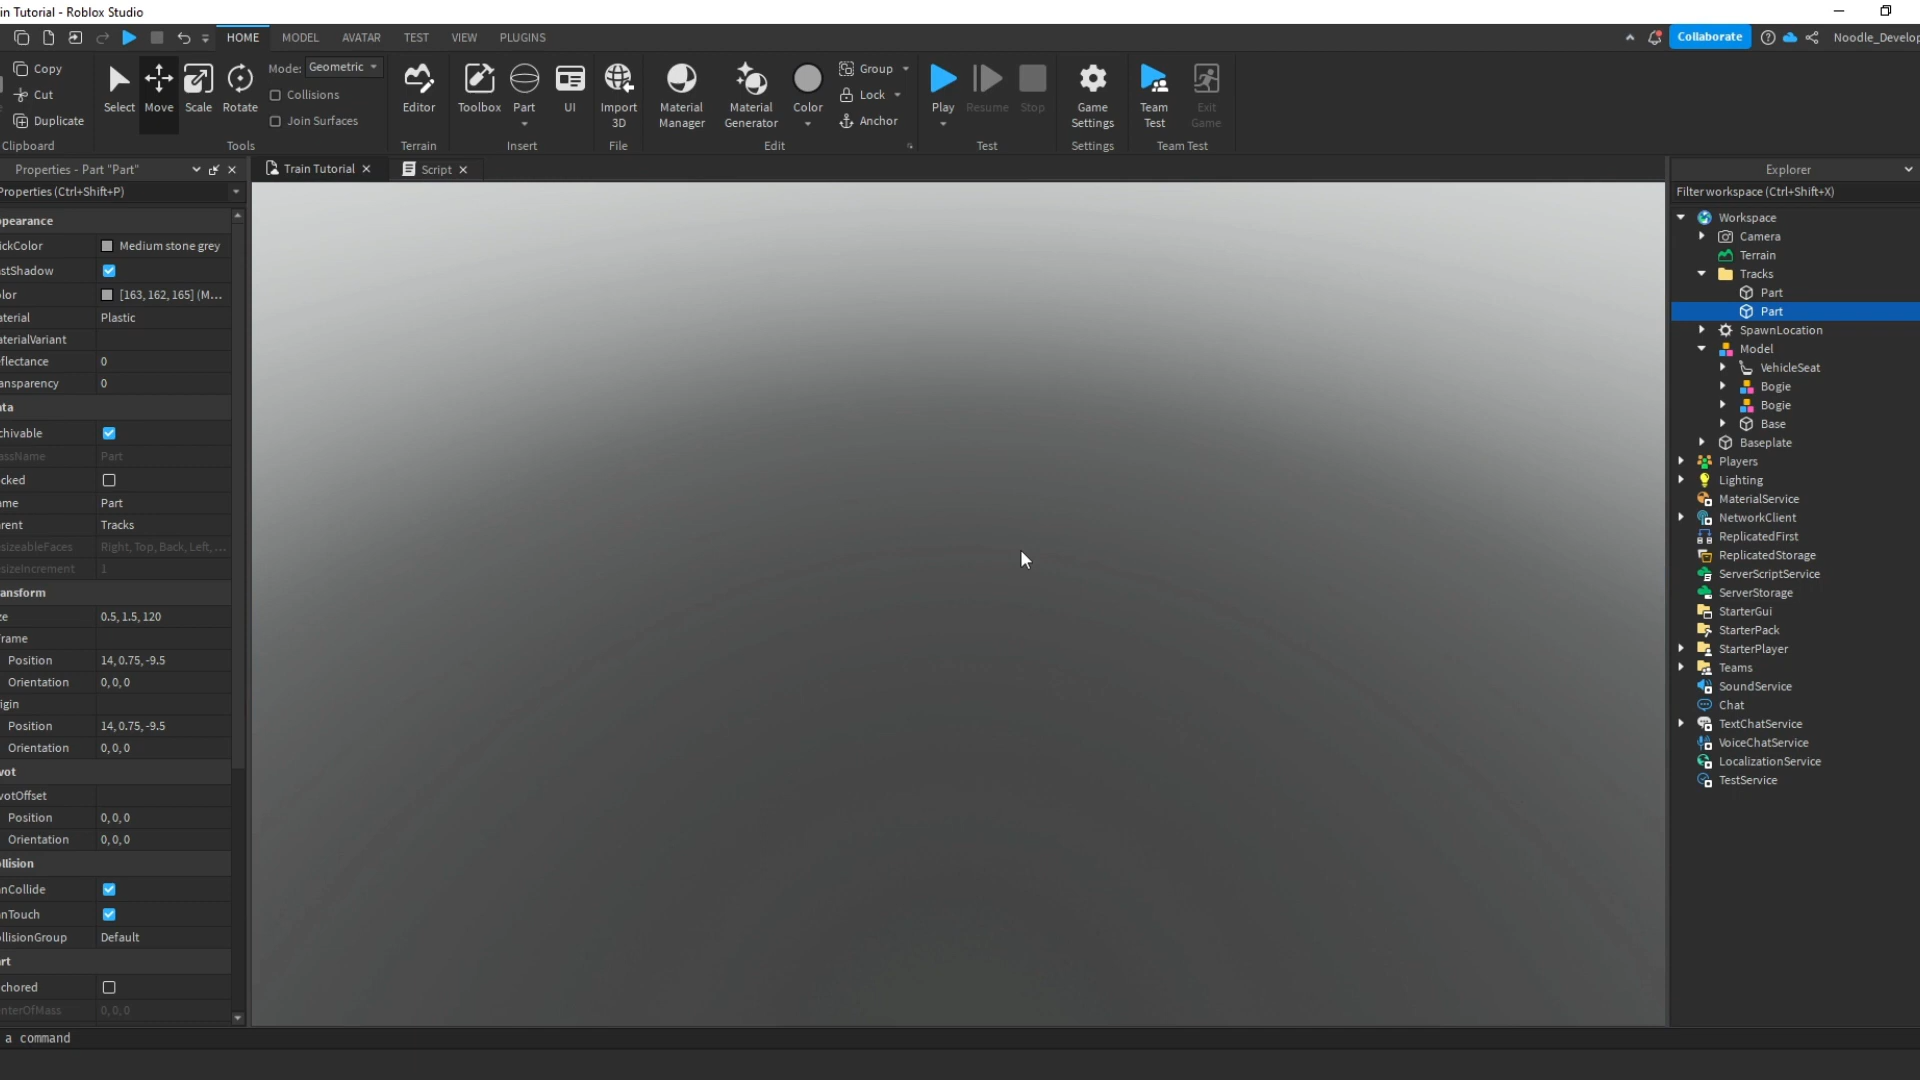 in Tutorial - Roblox Studio
HOME MODEL AVATAR TEST VIEW PLUGINS
Collaborate Noodle_Develop
Copy
Cut
Duplicate
Clipboard
Select Move Scale Rotate
Mode: Geometric
Collisions
Join Surfaces
Tools
Editor
Terrain
Toolbox Part UI
Insert
Import 3D
File
Material Manager
Material Generator
Color
Group
Lock
Anchor
Edit
Play Resume Stop
Test
Game Settings
Settings
Team Test
Exit Game
Team Test
Properties - Part "Part"
Properties (Ctrl+Shift+P)
ppearance
ickColor Medium stone grey
stShadow
lor [163, 162, 165] (M...
aterial Plastic
aterialVariant
flectance 0
ansparency 0
ata
chivable
assName Part
cked
me Part
rent Tracks
sizeableFaces Right, Top, Back, Left, ...
sizeIncrement 1
ansform
ze 0.5, 1.5, 120
rame
Position 14, 0.75, -9.5
Orientation 0, 0, 0
igin
Position 14, 0.75, -9.5
Orientation 0, 0, 0
vot
votOffset
Position 0, 0, 0
Orientation 0, 0, 0
llision
nCollide
nTouch
llisionGroup Default
rt
chored
nterOfMass 0, 0, 0
a command
Train Tutorial Script
Explorer
Filter workspace (Ctrl+Shift+X)
Workspace
Camera
Terrain
Tracks
Part
Part
SpawnLocation
Model
VehicleSeat
Bogie
Bogie
Base
Baseplate
Players
Lighting
MaterialService
NetworkClient
ReplicatedFirst
ReplicatedStorage
ServerScriptService
ServerStorage
StarterGui
StarterPack
StarterPlayer
Teams
SoundService
Chat
TextChatService
VoiceChatService
LocalizationService
TestService